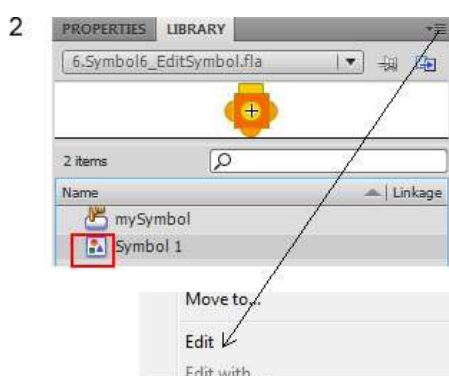 2
PROPERTIES LIBRARY
6.Symbol6_EditSymbol.fla
2 items
Name Linkage
mySymbol
Symbol 1
Move to...
Edit
Edit with...